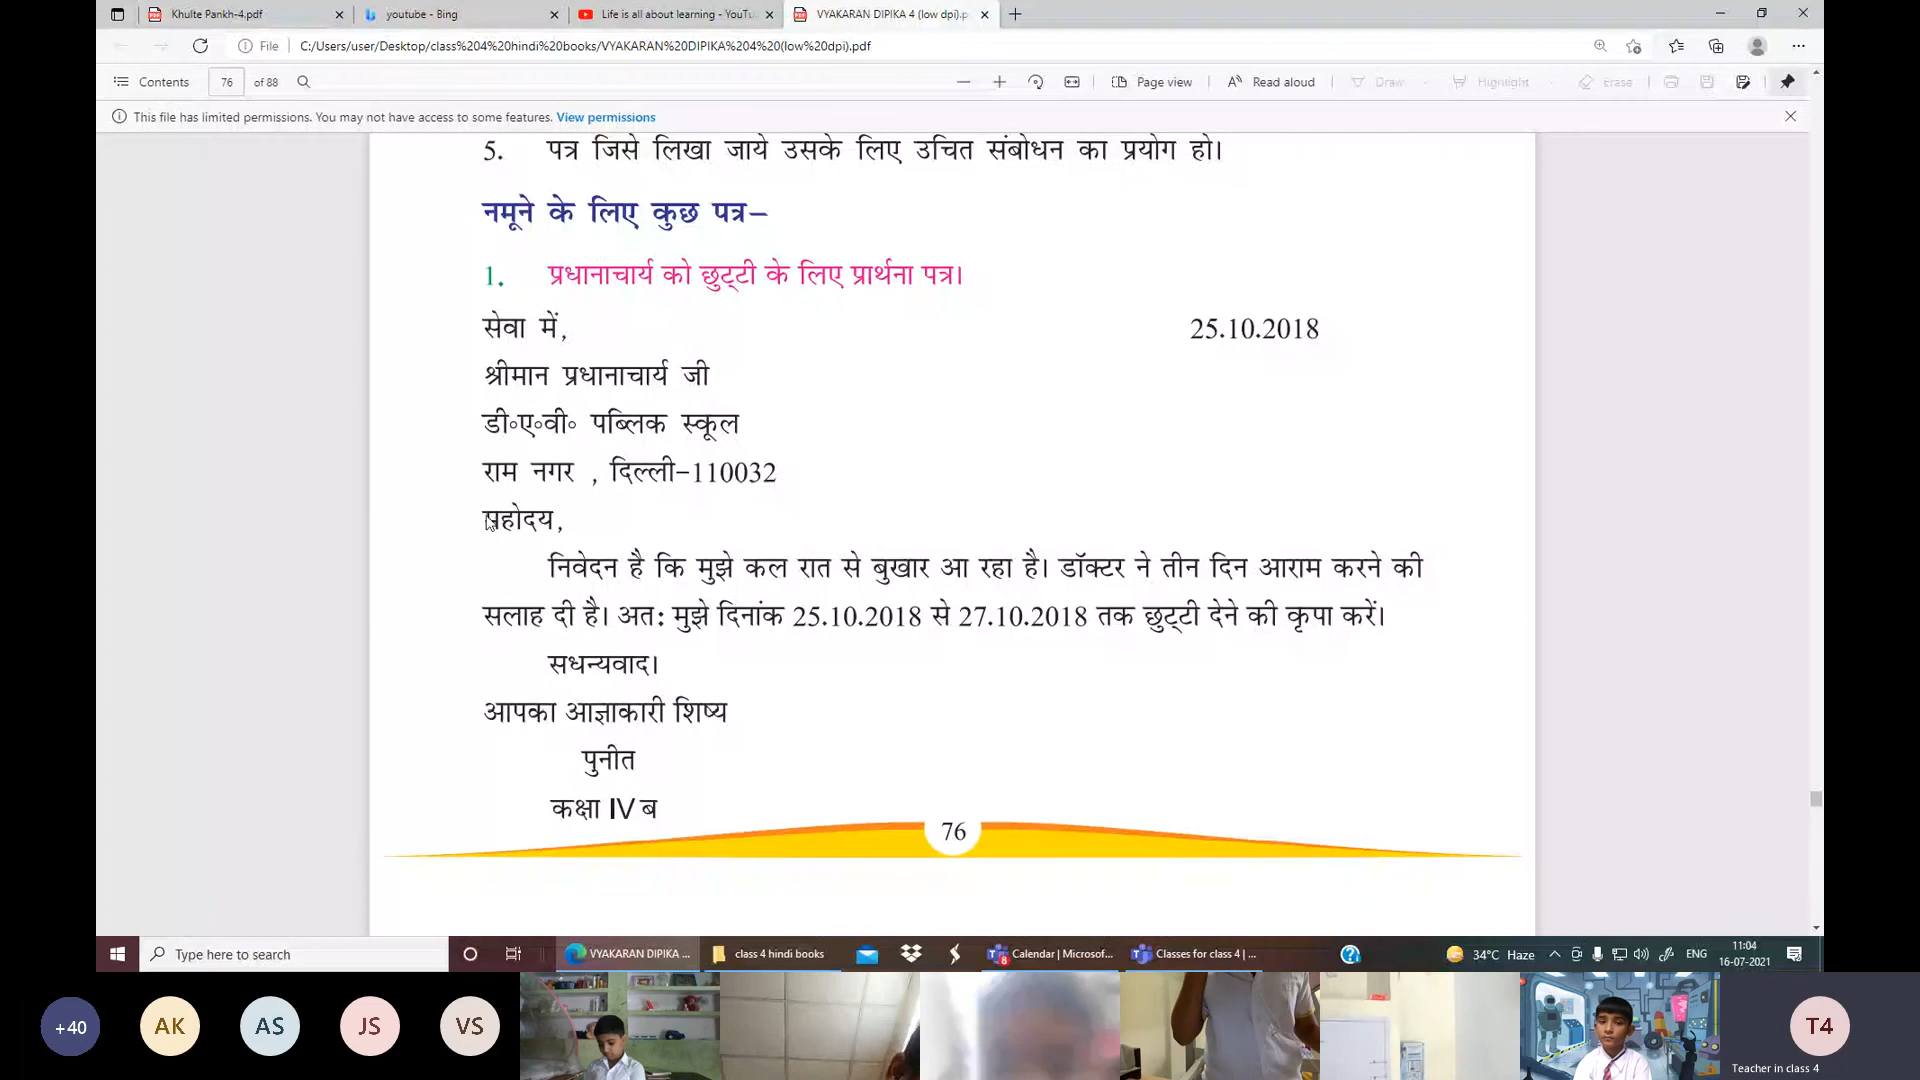 Khulte Pankh-4.pdf
youtube - Bing
Life is all about learning - YouTu
VYAKARAN DIPIKA 4 (low dpi).p
File
C:/Users/user/Desktop/class%204%20hindi%20books/VYAKARAN%20DIPIKA%204%20(low%20dpi).pdf
Contents 76 of 88
Page view
Read aloud
Draw
Highlight
Erase
This file has limited permissions. You may not have access to some features. View permissions
5. पत्र जिसे लिखा जाये उसके लिए उचित संबोधन का प्रयोग हो।
नमूने के लिए कुछ पत्र–
1. प्रधानाचार्य को छुट्टी के लिए प्रार्थना पत्र।
सेवा में, 25.10.2018
श्रीमान प्रधानाचार्य जी
डी॰ए॰वी॰ पब्लिक स्कूल
राम नगर , दिल्ली–110032
महोदय,
निवेदन है कि मुझे कल रात से बुखार आ रहा है। डॉक्टर ने तीन दिन आराम करने की
सलाह दी है। अत: मुझे दिनांक 25.10.2018 से 27.10.2018 तक छुट्टी देने की कृपा करें।
सधन्यवाद।
आपका आज्ञाकारी शिष्य
पुनीत
कक्षा IV ब
76
Type here to search
VYAKARAN DIPIKA ...
class 4 hindi books
Calendar | Microsof...
Classes for class 4 | ...
34°C Haze
ENG
11:04
16-07-2021
+40
AK
AS
JS
VS
T4
Teacher in class 4